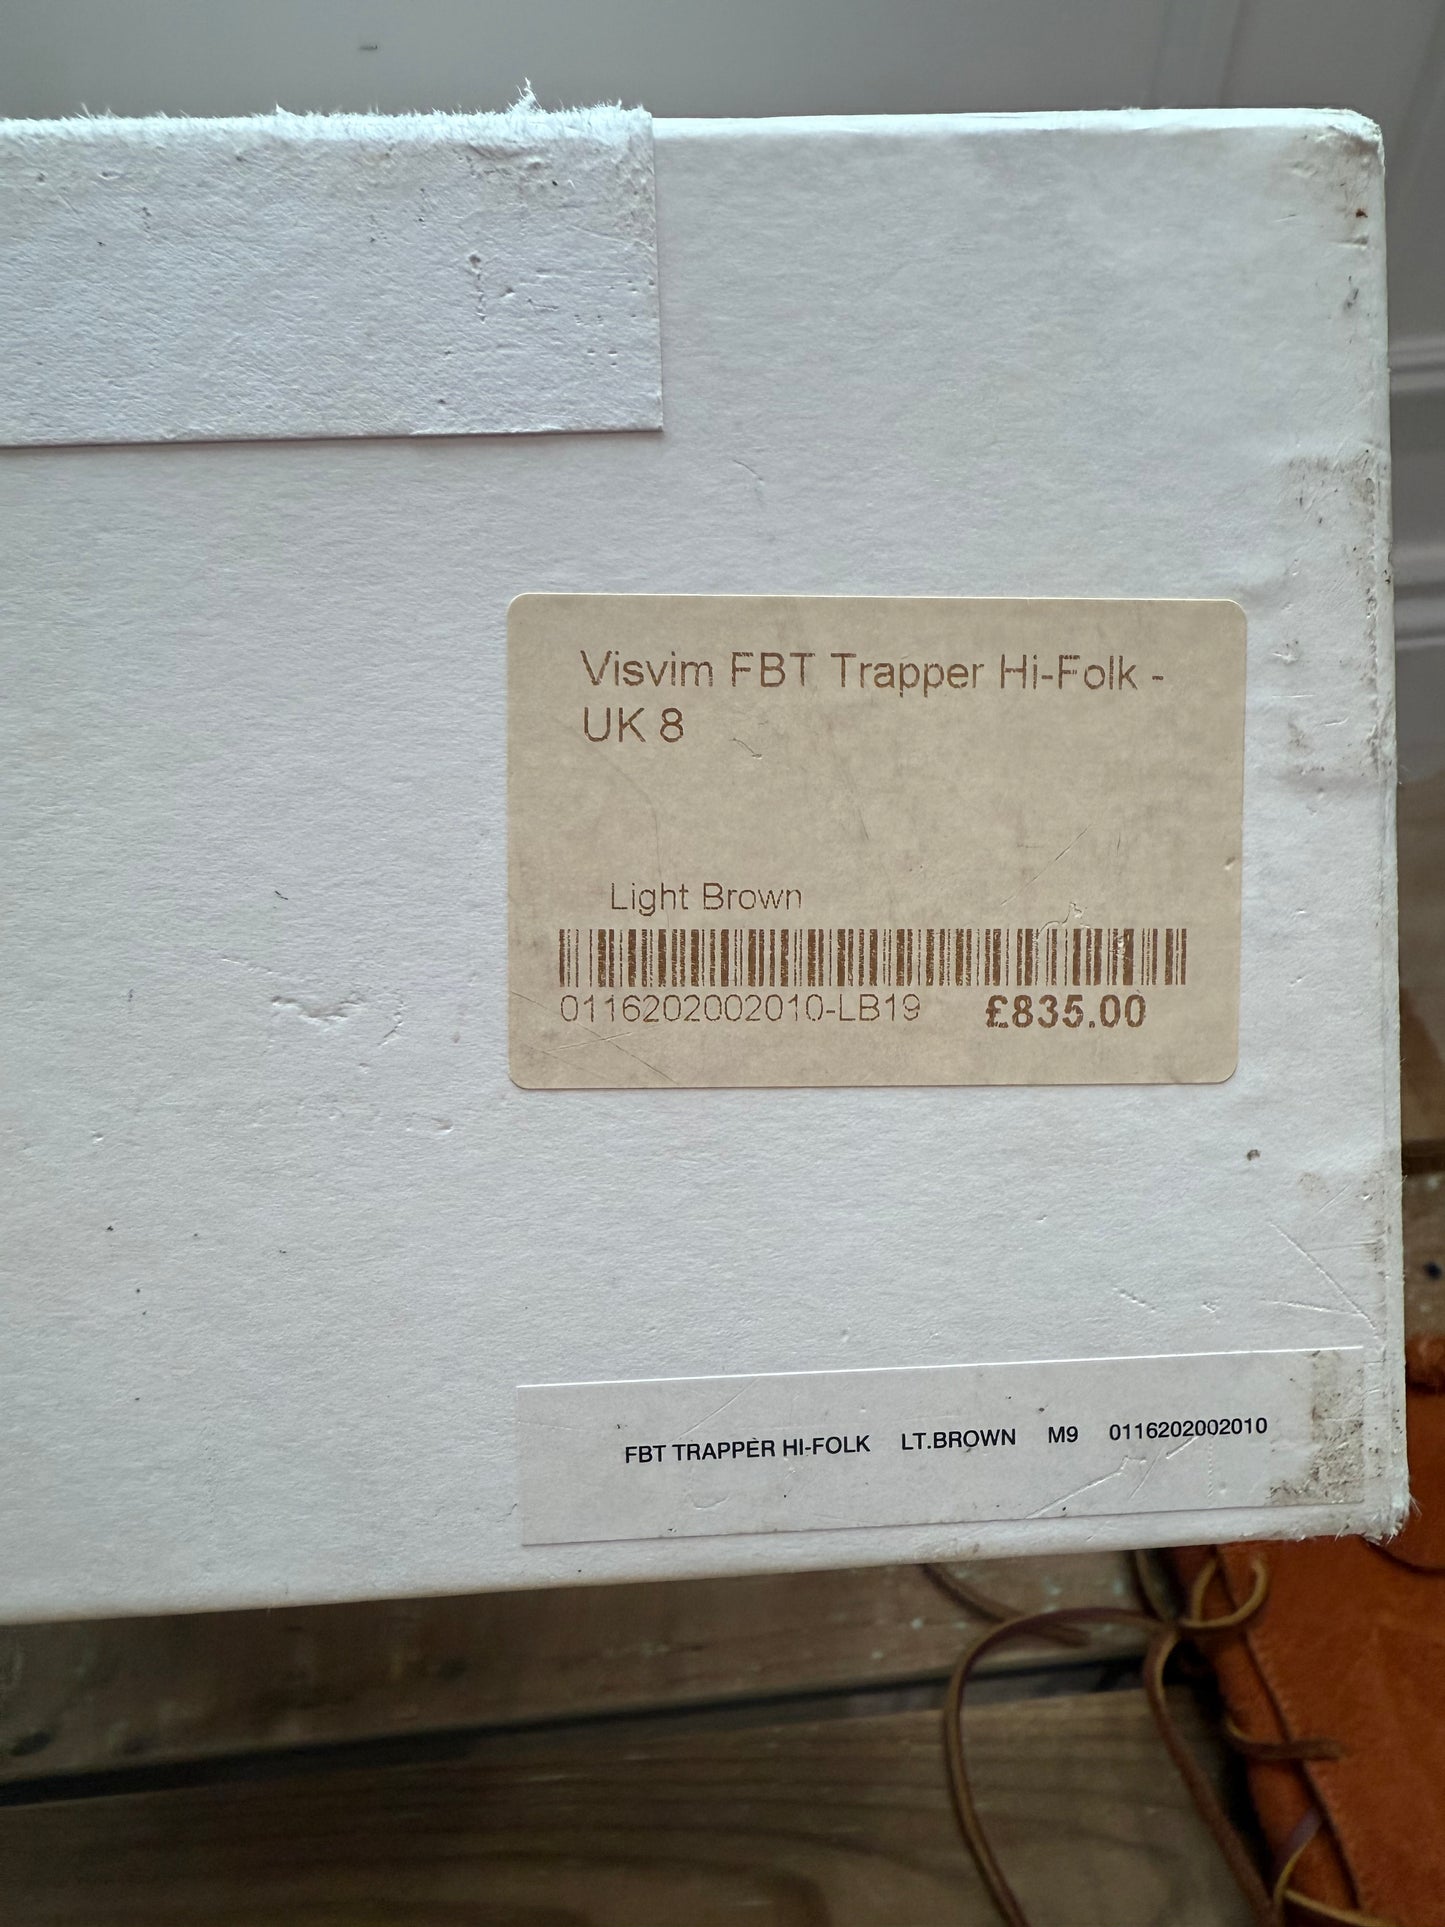 Visvim FBT Trapper Hi-Folk -
UK 8
Light Brown
0116202002010-LB19 £835.00
FBT TRAPPER HI-FOLK LT.BROWN M9 0116202002010